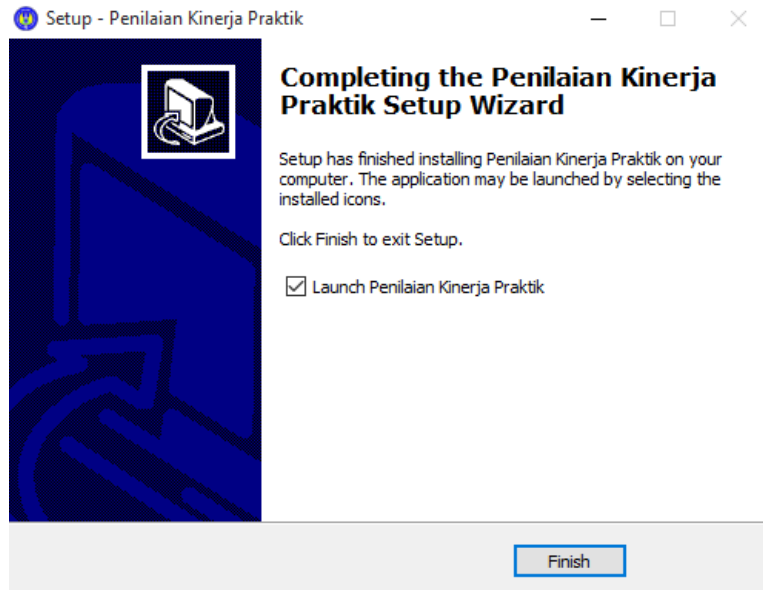 Setup - Penilaian Kinerja Praktik
Completing the Penilaian Kinerja
Praktik Setup Wizard
Setup has finished installing Penilaian Kinerja Praktik on your
computer. The application may be launched by selecting the
installed icons.
Click Finish to exit Setup.
Launch Penilaian Kinerja Praktik
Finish